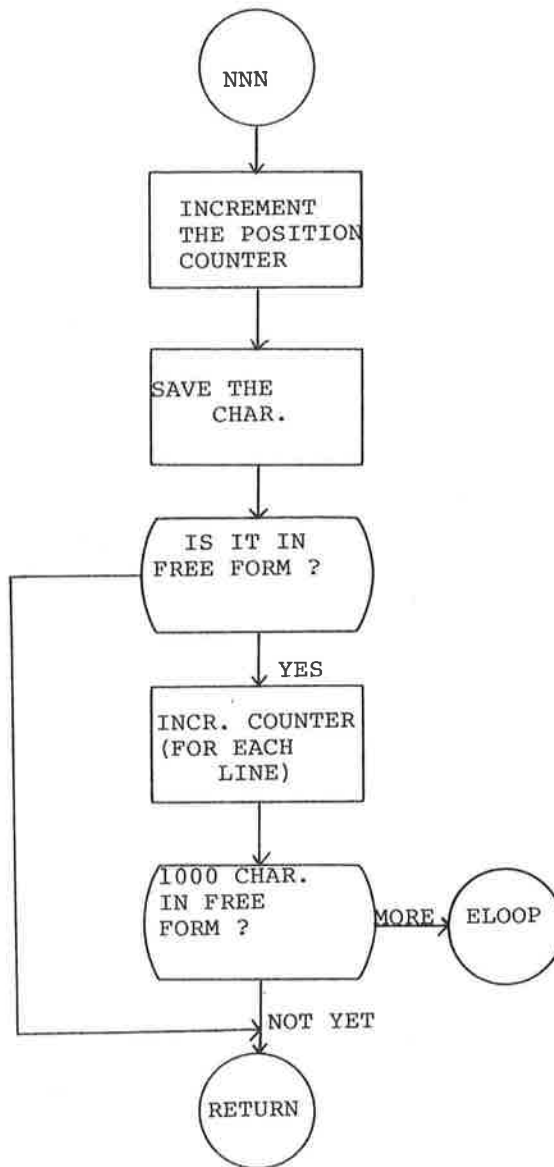 NNN
INCREMENT
THE POSITION
COUNTER
SAVE THE
CHAR.
IS IT IN
FREE FORM ?
YES
INCR. COUNTER
(FOR EACH
LINE)
1000 CHAR.
IN FREE
FORM ?
MORE
ELOOP
NOT YET
RETURN